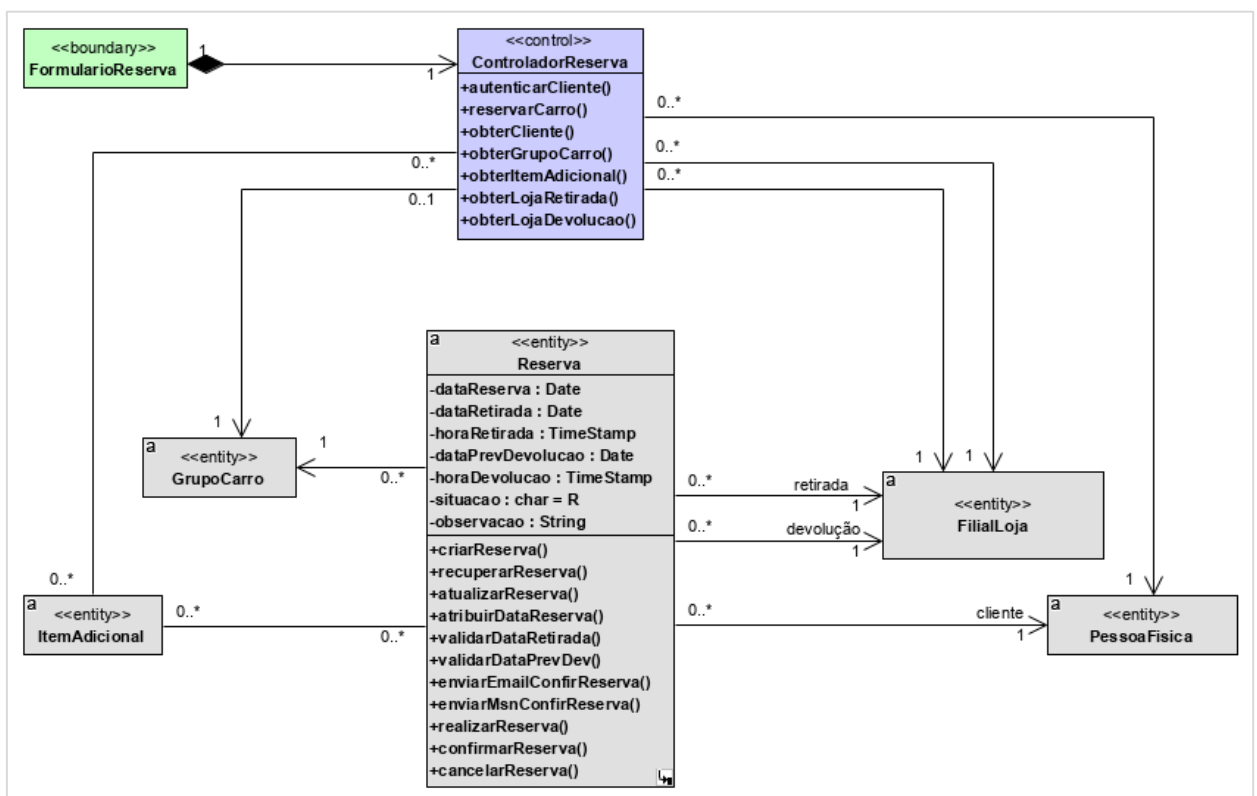 <<boundary>>
FormularioReserva
1
1
<<control>>
ControladorReserva
+autenticarCliente()
+reservarCarro()
+obterCliente()
+obterGrupoCarro()
+obterItemAdicional()
+obterLojaRetirada()
+obterLojaDevolucao()
0..*
0..1
0..*
0..*
0..*
a
<<entity>>
Reserva
-dataReserva : Date
-dataRetirada : Date
-horaRetirada : TimeStamp
-dataPrevDevolucao : Date
-horaDevolucao : TimeStamp
-situacao : char = R
-observacao : String
+criarReserva()
+recuperarReserva()
+atualizarReserva()
+atribuirDataReserva()
+validarDataRetirada()
+validarDataPrevDev()
+enviarEmailConfirReserva()
+enviarMsnConfirReserva()
+realizarReserva()
+confirmarReserva()
+cancelarReserva()
1
a
<<entity>>
GrupoCarro
1
0..*
0..*
a
<<entity>>
ItemAdicional
0..*
0..*
0..*
retirada
1
0..*
devolução
1
1
1
a
<<entity>>
FilialLoja
0..*
cliente
1
1
a
<<entity>>
PessoaFisica